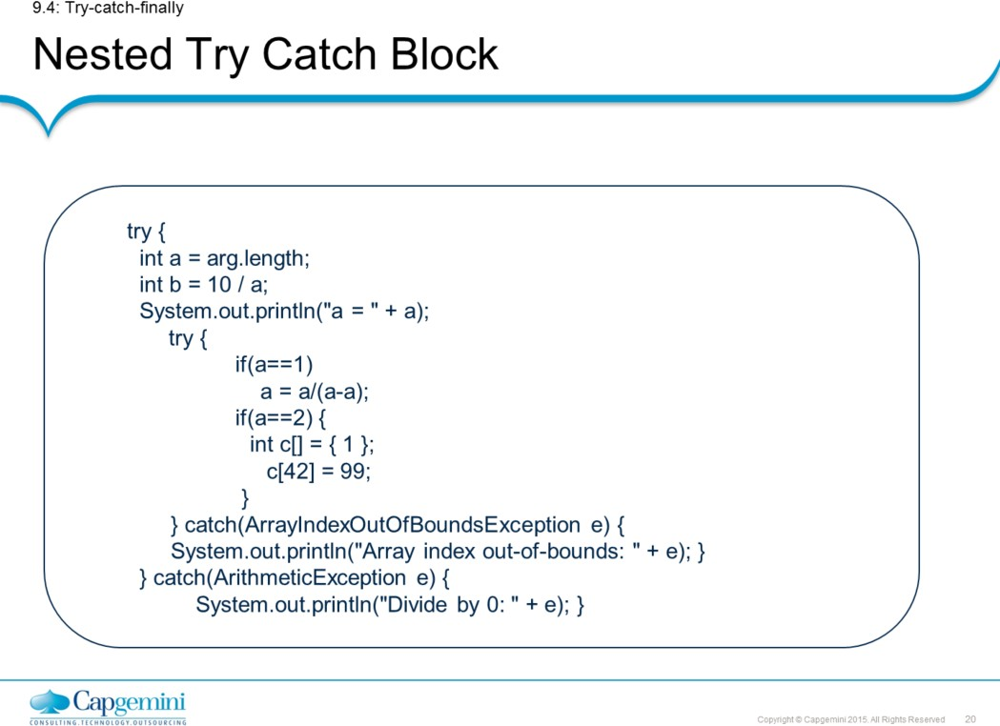 9.4: Try-catch-finally
Nested Try Catch Block
try {
int a = arg.length;
int b = 10 / a;
System.out.println("a = " + a);
try {
if(a==1)
a = a/(a-a);
if(a==2) {
int c[] = { 1 };
c[42] = 99;
}
} catch(ArrayIndexOutOfBoundsException e) {
System.out.println("Array index out-of-bounds: " + e); }
} catch(ArithmeticException e) {
System.out.println("Divide by 0: " + e); }
Capgemini
CONSULTING.TECHNOLOGY.OUTSOURCING
Copyright © Capgemini 2015. All Rights Reserved 20